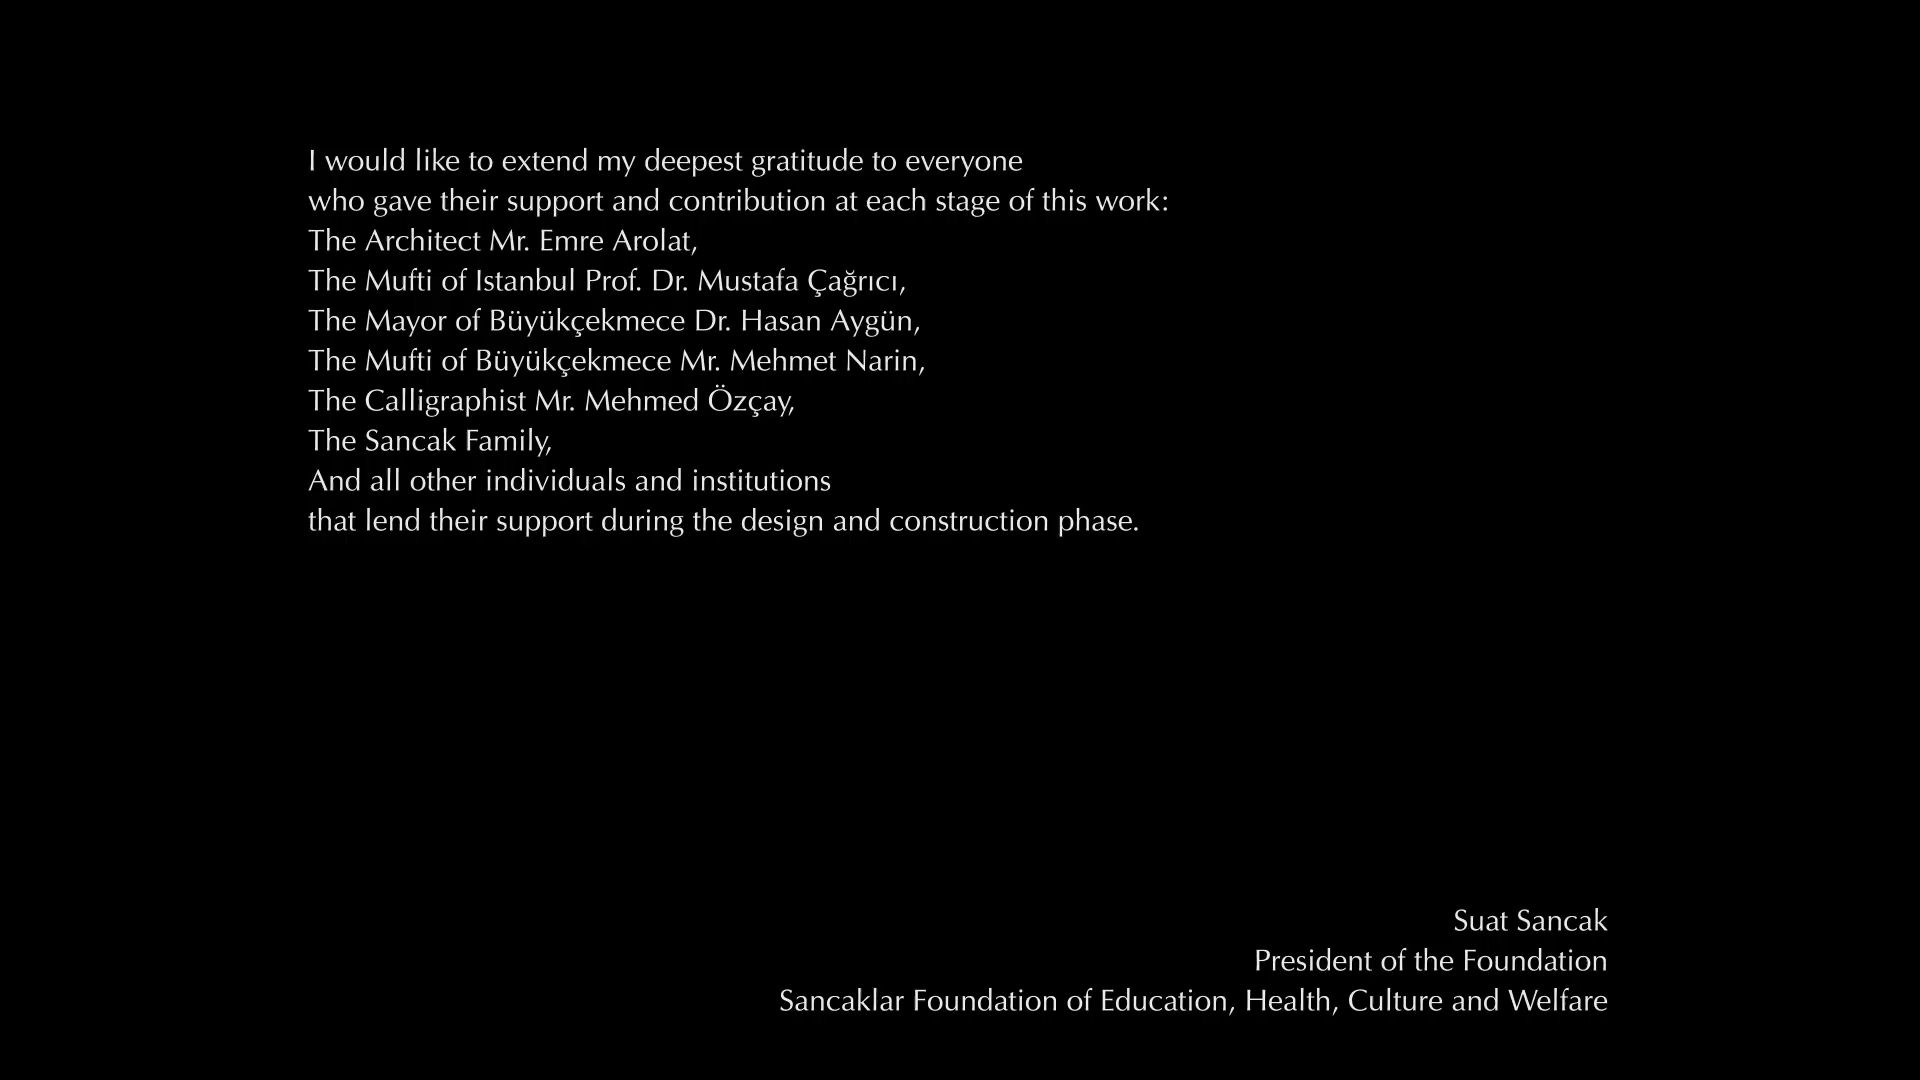 I would like to extend my deepest gratitude to everyone
who gave their support and contribution at each stage of this work:
The Architect Mr. Emre Arolat,
The Mufti of Istanbul Prof. Dr. Mustafa Çağrıcı,
The Mayor of Büyükçekmece Dr. Hasan Aygün,
The Mufti of Büyükçekmece Mr. Mehmet Narin,
The Calligraphist Mr. Mehmed Özçay,
The Sancak Family,
And all other individuals and institutions
that lend their support during the design and construction phase.
Suat Sancak
President of the Foundation
Sancaklar Foundation of Education, Health, Culture and Welfare